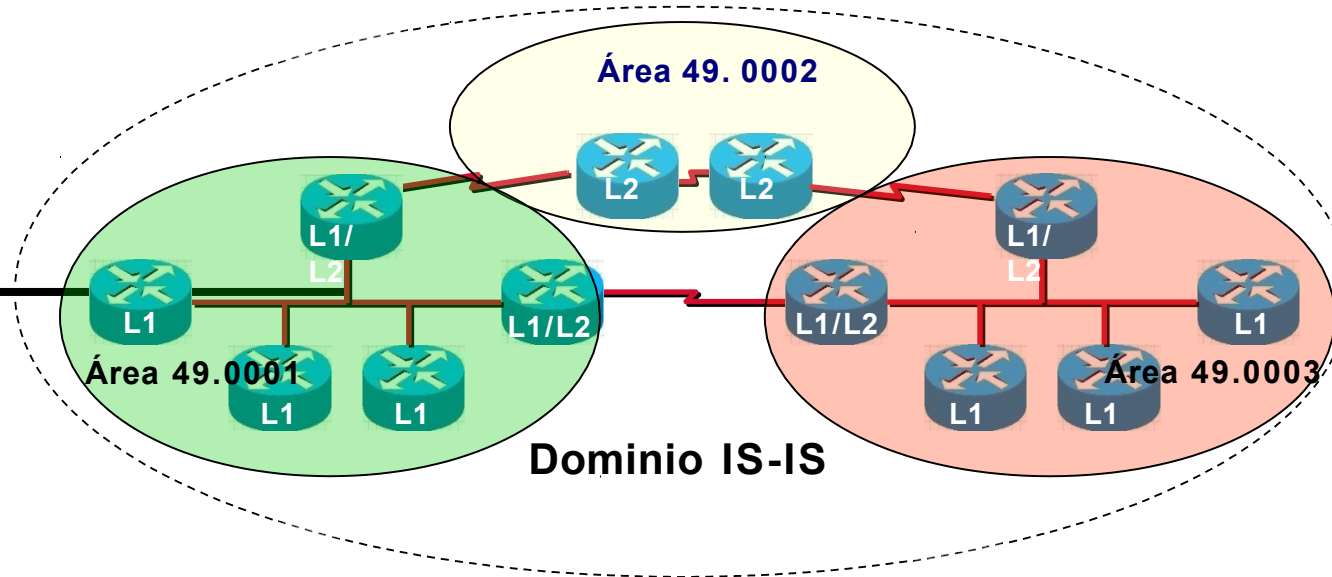 Área 49. 0002
L2
L2
L1/
L2
L1/
L2
L1
L1/L2
L1/L2
L1
Área 49.0001
Área 49.0003
L1
L1
L1
L1
Dominio IS-IS